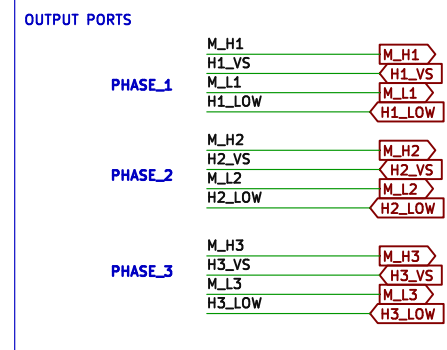 OUTPUT PORTS
M_H1 M_H1
H1_VS H1_VS
PHASE_1
M_L1 M_L1
H1_LOW H1_LOW
M_H2 M_H2
H2_VS H2_VS
PHASE_2
M_L2 M_L2
H2_LOW H2_LOW
M_H3 M_H3
H3_VS H3_VS
PHASE_3
M_L3 M_L3
H3_LOW H3_LOW